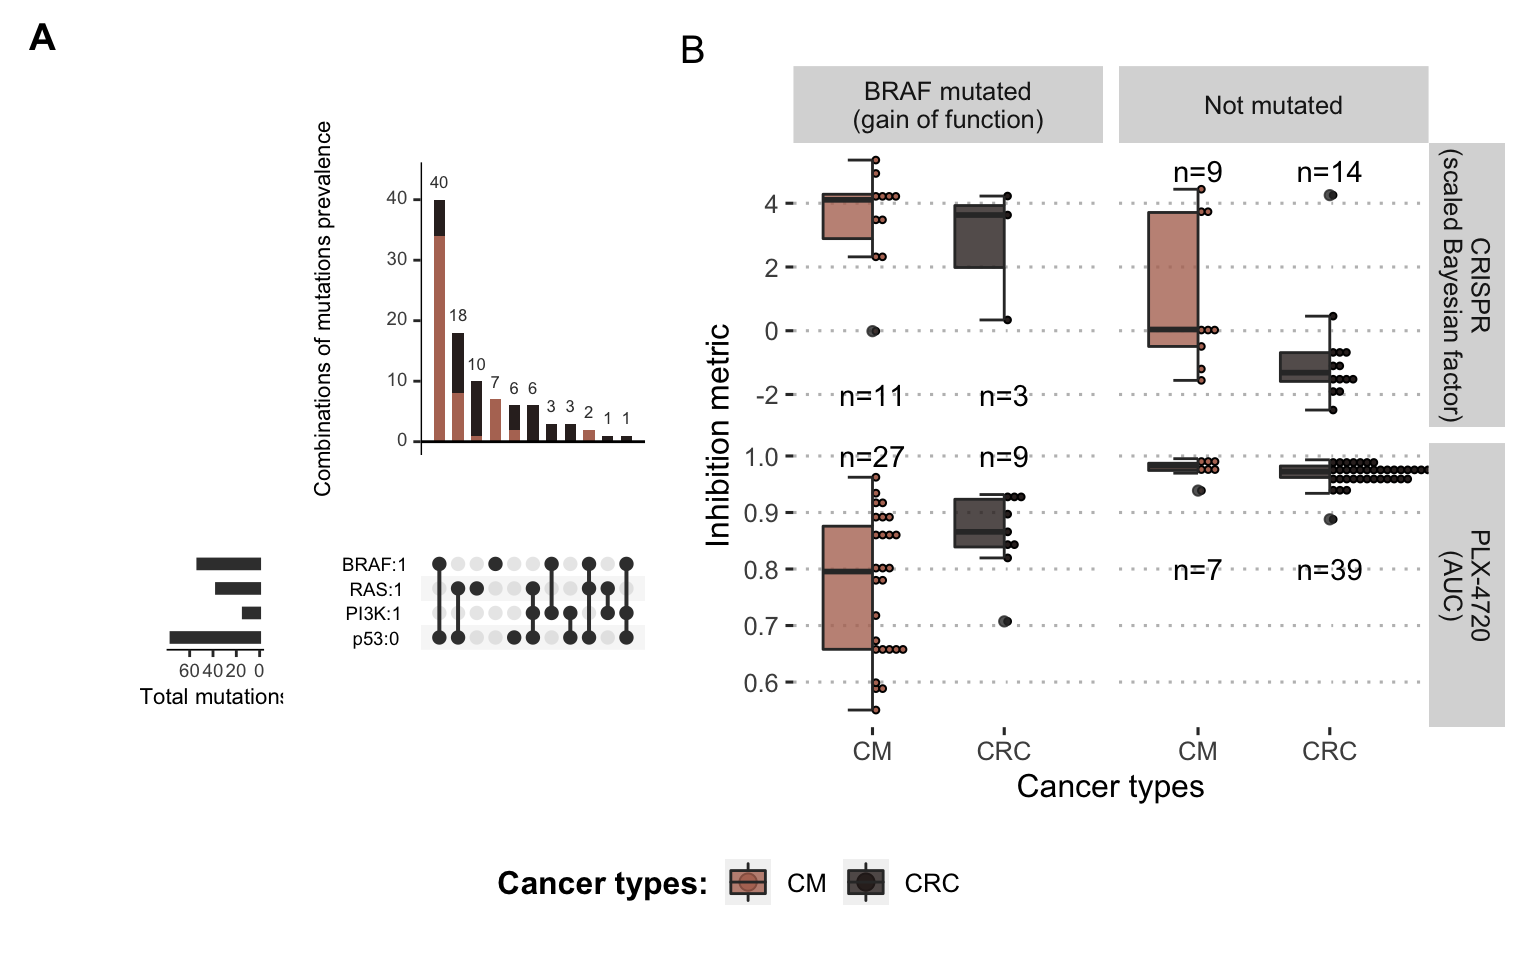 A
Combinations of mutations prevalence
40
30
20
10
0
40
18
10
7
6
6
3
3
2
1
1
BRAF:1
RAS:1
PI3K:1
p53:0
60 40 20 0
Total mutations
B
BRAF mutated
(gain of function)
Not mutated
Inhibition metric
4
2
0
-2
n=11
n=3
n=9
n=14
CRISPR
(scaled Bayesian factor)
1.0
0.9
0.8
0.7
0.6
n=27
n=9
n=7
n=39
PLX-4720
(AUC)
CM
CRC
CM
CRC
Cancer types
Cancer types:
CM
CRC